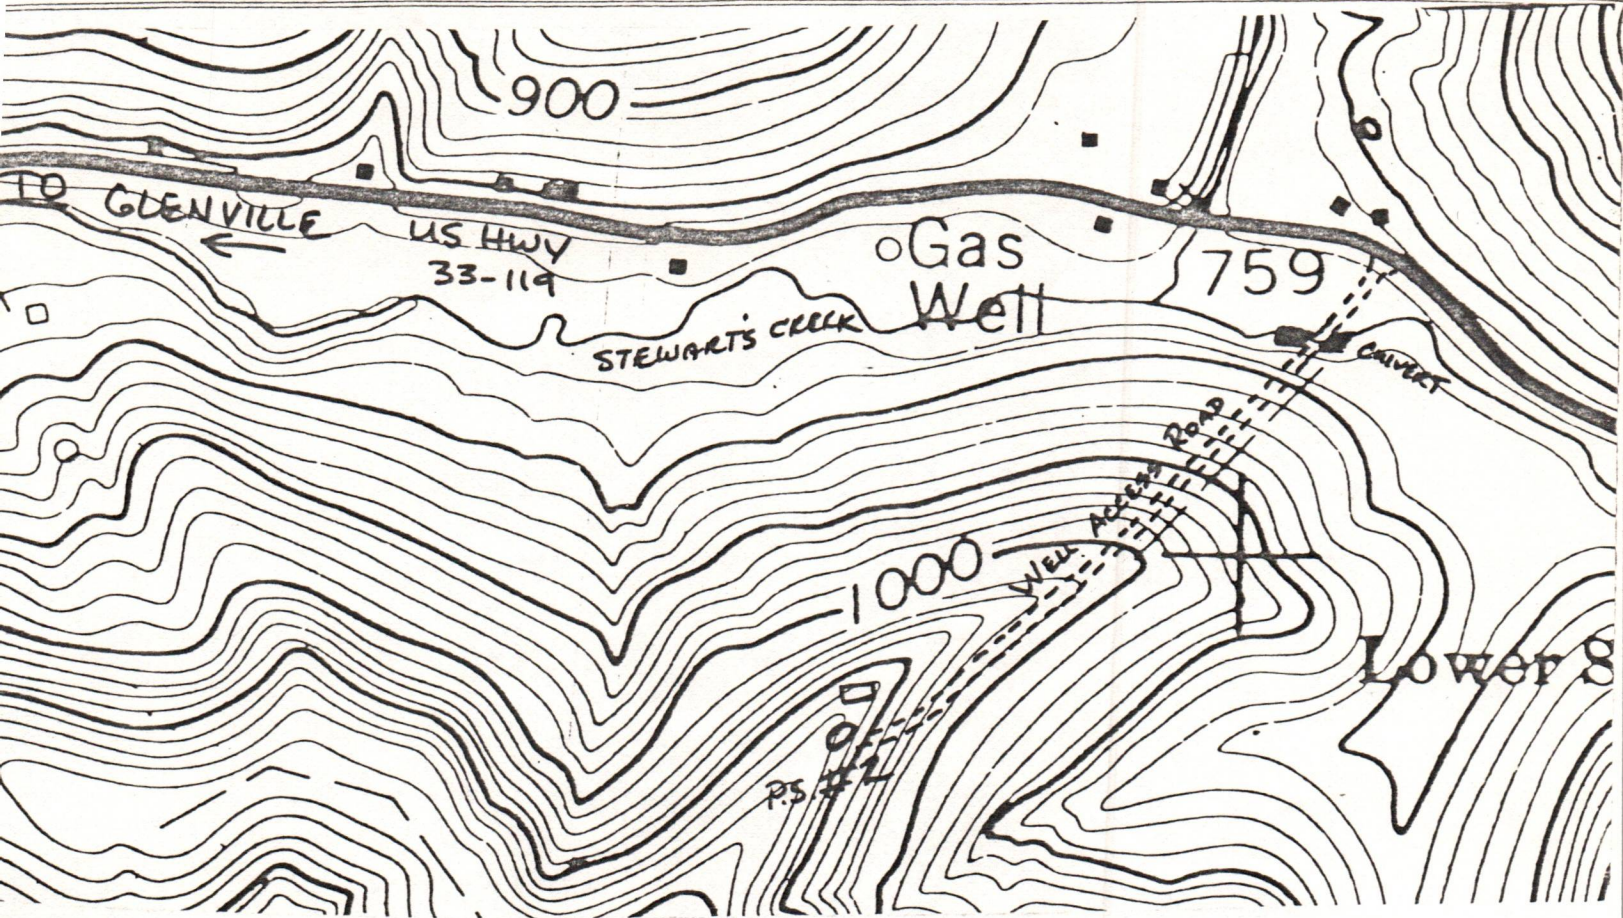 900
TO GLENVILLE
US HWY
33-119
Gas
Well
759
STEWART'S CREEK
CULVERT
WELL ACCESS ROAD
1000
Lower S
P.S. #2